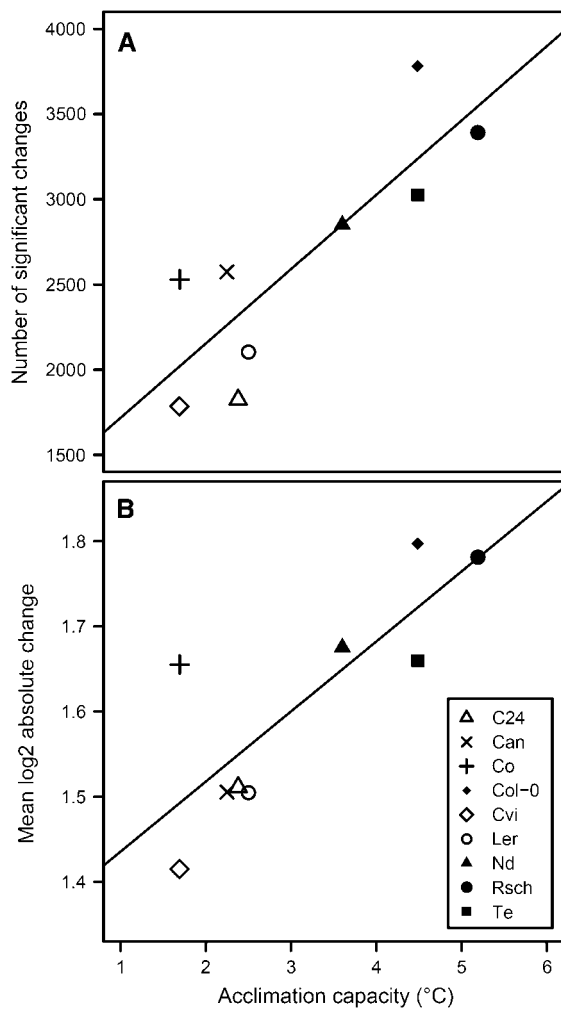 A
4000
3500
3000
2500
2000
1500
Number of significant changes
B
1.8
1.7
1.6
1.5
1.4
Mean log2 absolute change
C24
Can
Co
Col-0
Cvi
Ler
Nd
Rsch
Te
1 2 3 4 5 6
Acclimation capacity (°C)